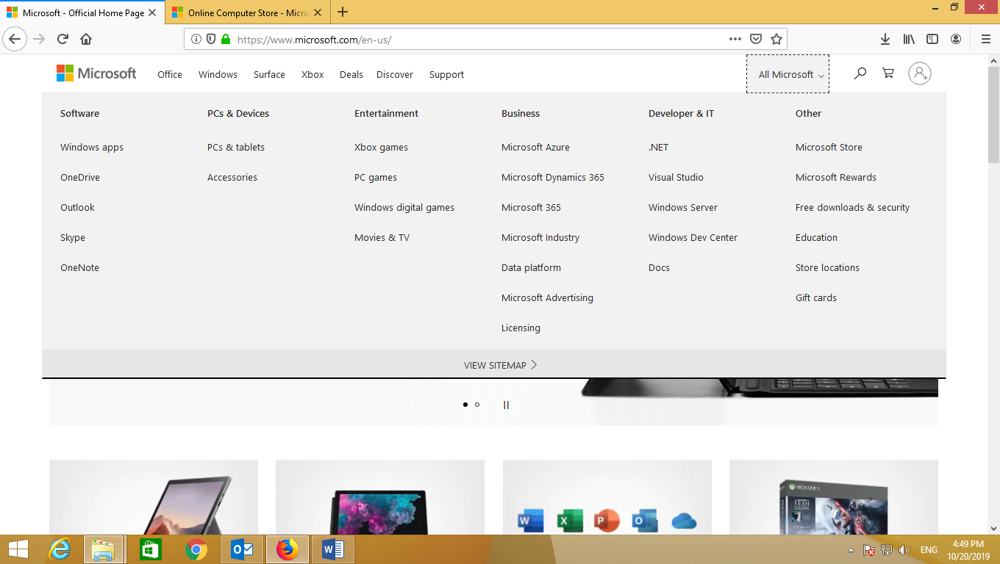 Microsoft - Official Home Page
Online Computer Store - Micro
https://www.microsoft.com/en-us/
Microsoft
Office Windows Surface Xbox Deals Discover Support
All Microsoft
Software PCs & Devices Entertainment Business Developer & IT Other
Windows apps PCs & tablets Xbox games Microsoft Azure .NET Microsoft Store
OneDrive Accessories PC games Microsoft Dynamics 365 Visual Studio Microsoft Rewards
Outlook Windows digital games Microsoft 365 Windows Server Free downloads & security
Skype Movies & TV Microsoft Industry Windows Dev Center Education
OneNote Data platform Docs Store locations
Microsoft Advertising Gift cards
Licensing
VIEW SITEMAP
XBOX ONE X
JEDI
ENG
4:49 PM
10/20/2019